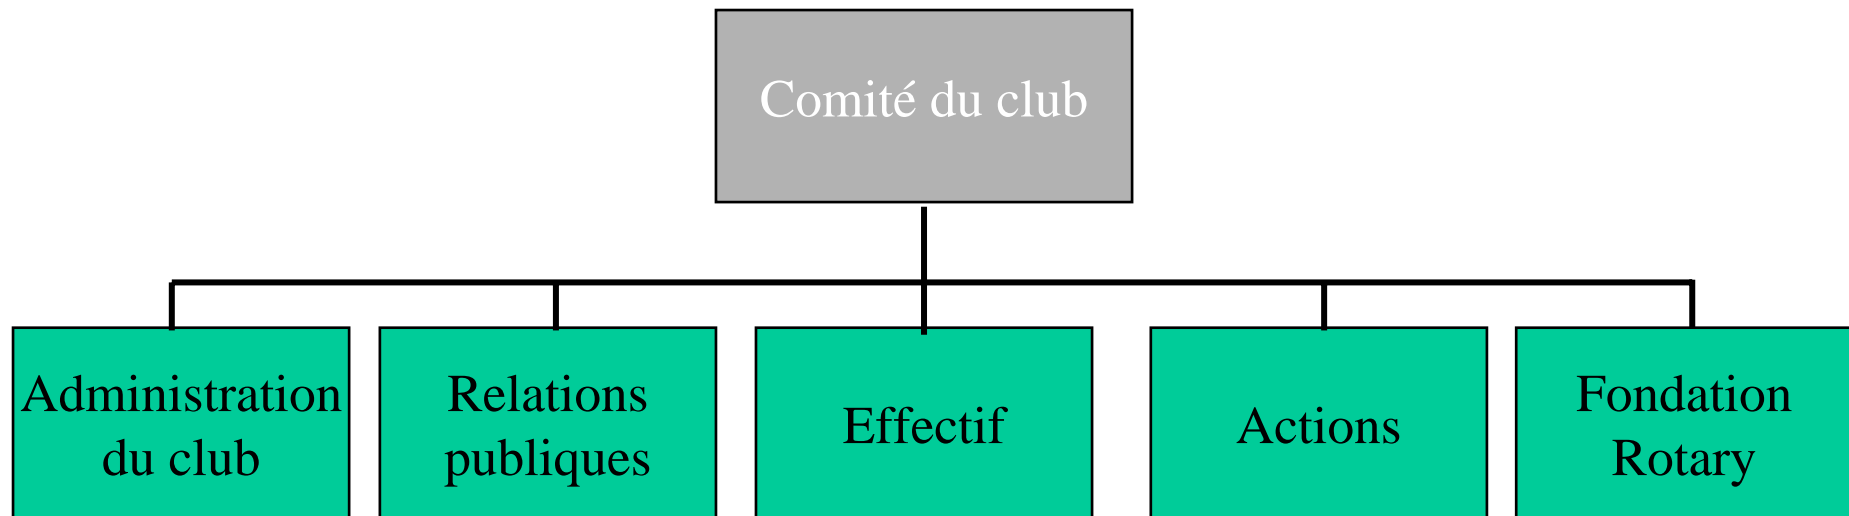 Comité du club
Administration
du club
Relations
publiques
Effectif
Actions
Fondation
Rotary